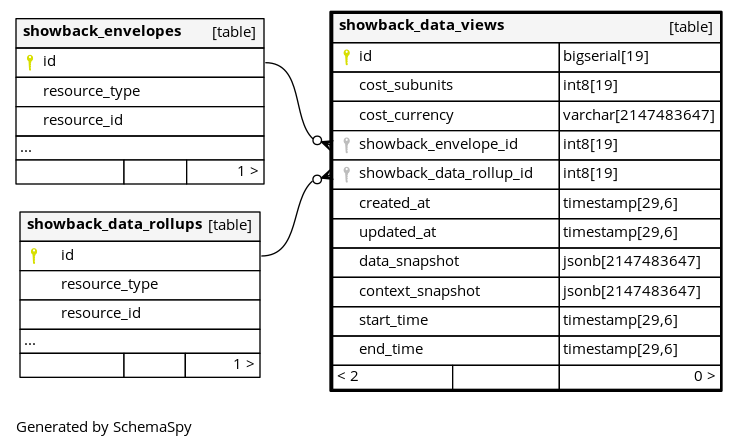 showback_envelopes [table]
id
resource_type
resource_id
...
1 >
showback_data_rollups [table]
id
resource_type
resource_id
...
1 >
showback_data_views [table]
id bigserial[19]
cost_subunits int8[19]
cost_currency varchar[2147483647]
showback_envelope_id int8[19]
showback_data_rollup_id int8[19]
created_at timestamp[29,6]
updated_at timestamp[29,6]
data_snapshot jsonb[2147483647]
context_snapshot jsonb[2147483647]
start_time timestamp[29,6]
end_time timestamp[29,6]
< 2 0 >
Generated by SchemaSpy